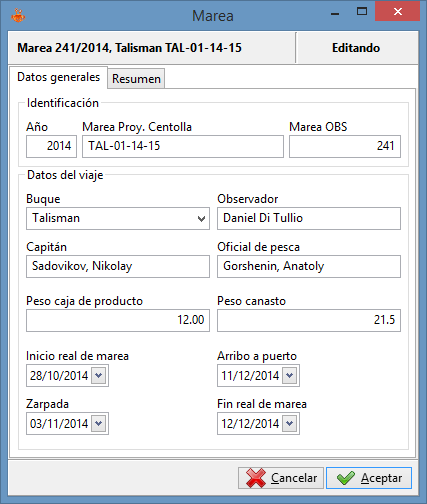 Marea
Marea 241/2014, Talisman TAL-01-14-15 Editando
Datos generales Resumen
Identificación
Año Marea Proy. Centolla Marea OBS
2014 TAL-01-14-15 241
Datos del viaje
Buque Observador
Talisman Daniel Di Tullio
Capitán Oficial de pesca
Sadovikov, Nikolay Gorshenin, Anatoly
Peso caja de producto Peso canasto
12.00 21.5
Inicio real de marea Arribo a puerto
28/10/2014 11/12/2014
Zarpada Fin real de marea
03/11/2014 12/12/2014
Cancelar Aceptar